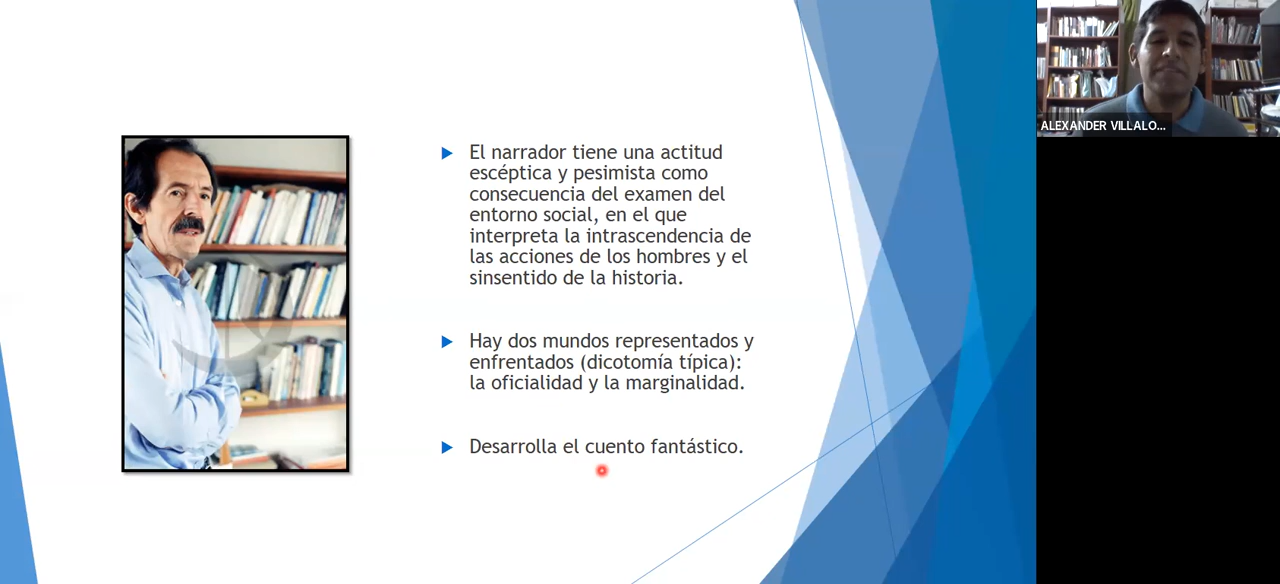 El narrador tiene una actitud
escéptica y pesimista como
consecuencia del examen del
entorno social, en el que
interpreta la intrascendencia de
las acciones de los hombres y el
sinsentido de la historia.
Hay dos mundos representados y
enfrentados (dicotomía típica):
la oficialidad y la marginalidad.
Desarrolla el cuento fantástico.
ALEXANDER VILLALO...